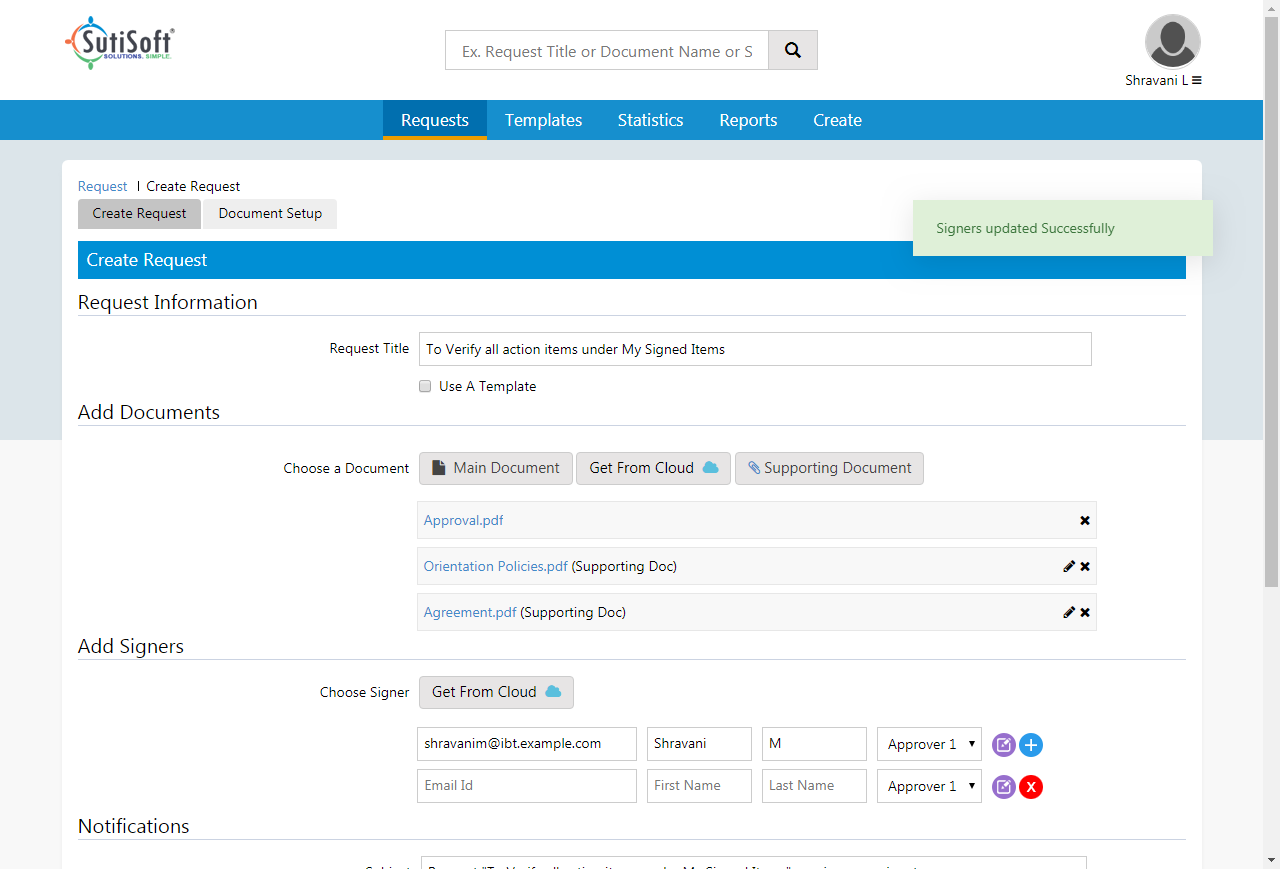 SutiSoft®
SOLUTIONS. SIMPLE.
Ex. Request Title or Document Name or S
Shravani L
Requests Templates Statistics Reports Create
Request | Create Request
Create Request Document Setup
Signers updated Successfully
Create Request
Request Information
Request Title To Verify all action items under My Signed Items
Use A Template
Add Documents
Choose a Document Main Document Get From Cloud Supporting Document
Approval.pdf
Orientation Policies.pdf (Supporting Doc)
Agreement.pdf (Supporting Doc)
Add Signers
Choose Signer Get From Cloud
shravanim@ibt.example.com Shravani M Approver 1
Email Id First Name Last Name Approver 1 X
Notifications